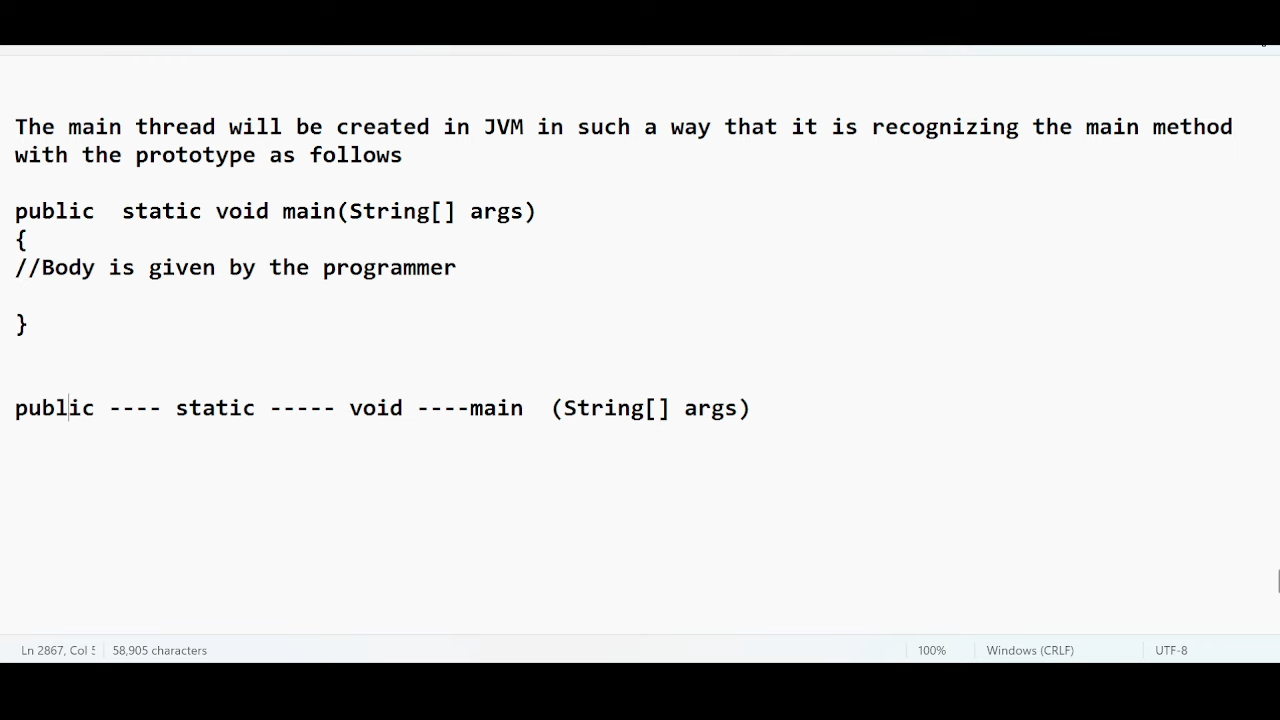 The main thread will be created in JVM in such a way that it is recognizing the main method
with the prototype as follows
public  static void main(String[] args)
{
//Body is given by the programmer
}
public ---- static ----- void ----main  (String[] args)
Ln 2867, Col 5
58,905 characters
100%
Windows (CRLF)
UTF-8